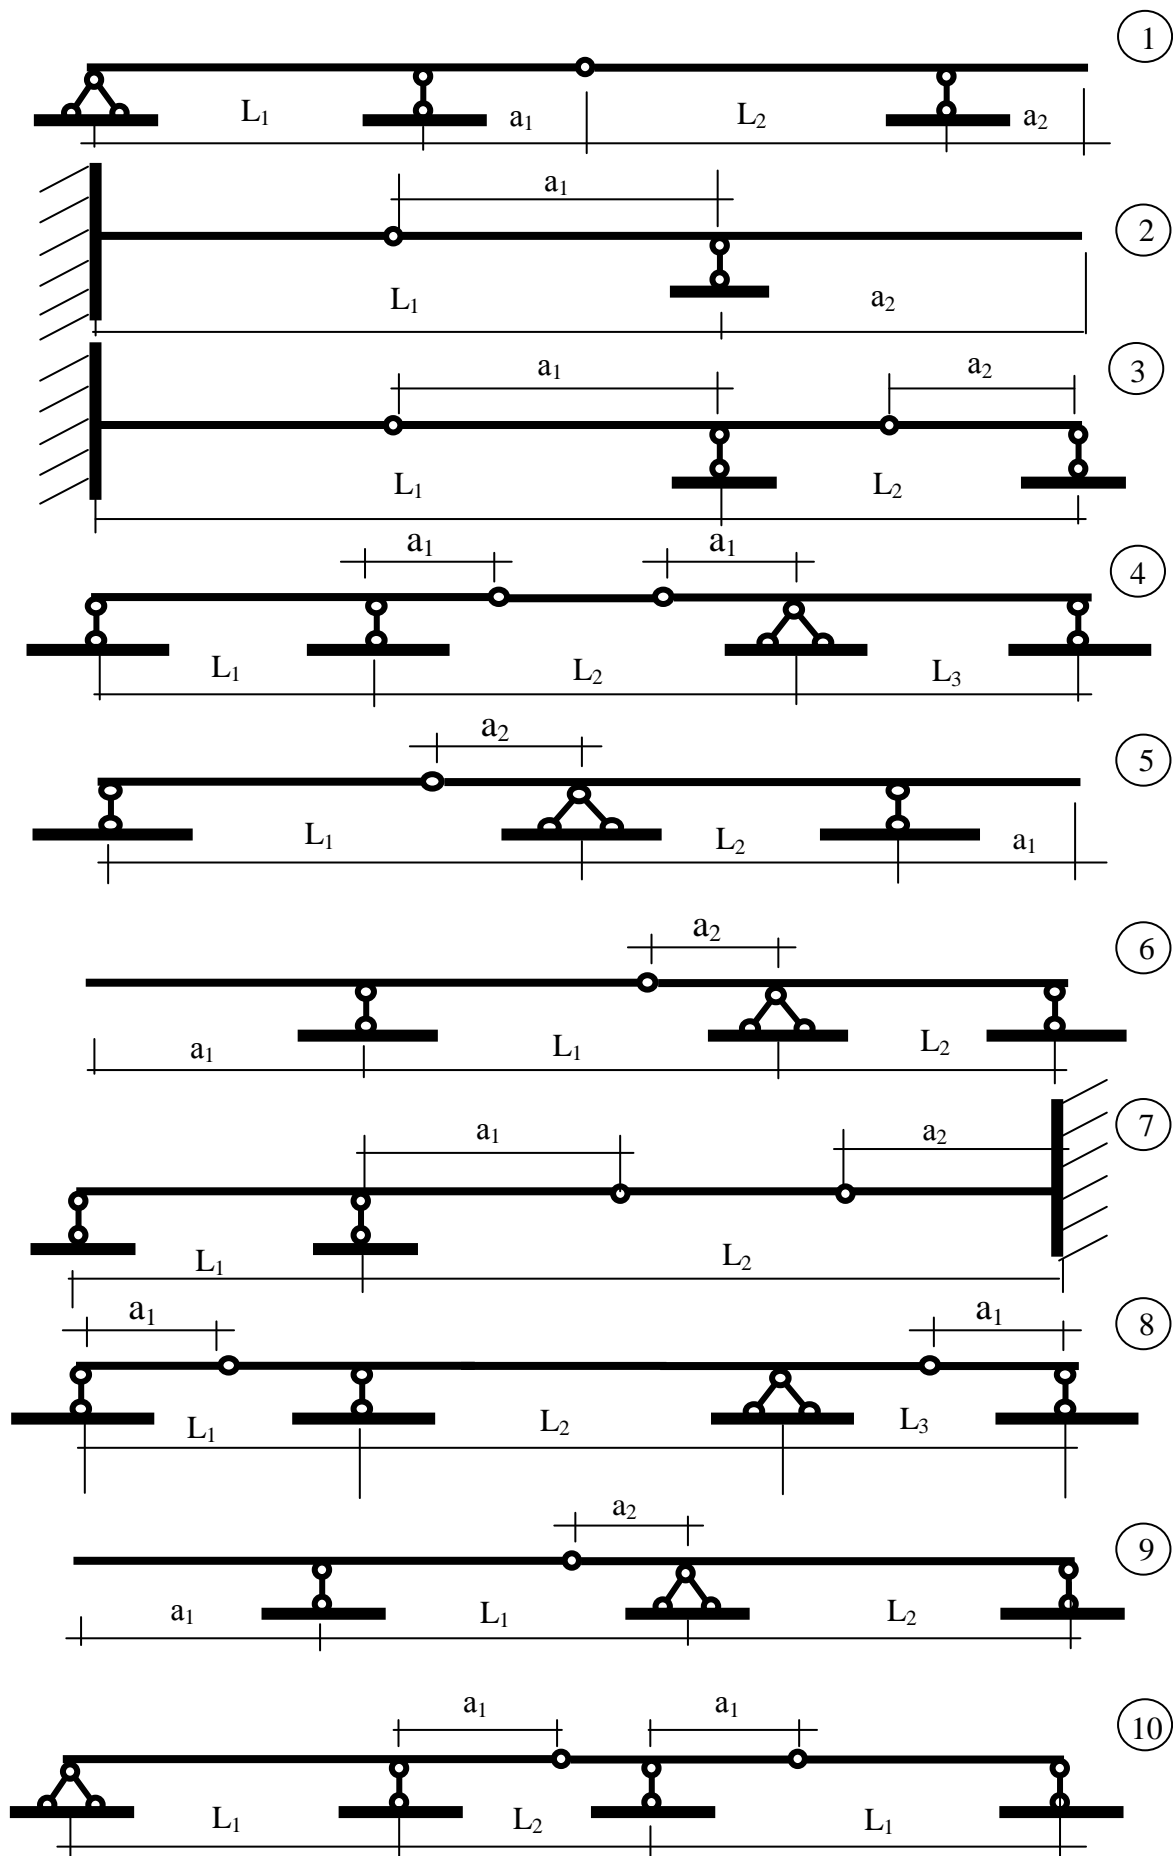 1
L₁ a₁ L₂ a₂
a₁
2
L₁ a₂
a₁ a₂ 3
L₁ L₂
a₁ a₁ 4
L₁ L₂ L₃
a₂ 5
L₁ L₂ a₁
a₂ 6
a₁ L₁ L₂
a₁ a₂ 7
L₁ L₂
a₁ a₁ 8
L₁ L₂ L₃
a₂ 9
a₁ L₁ L₂
a₁ a₁ 10
L₁ L₂ L₁